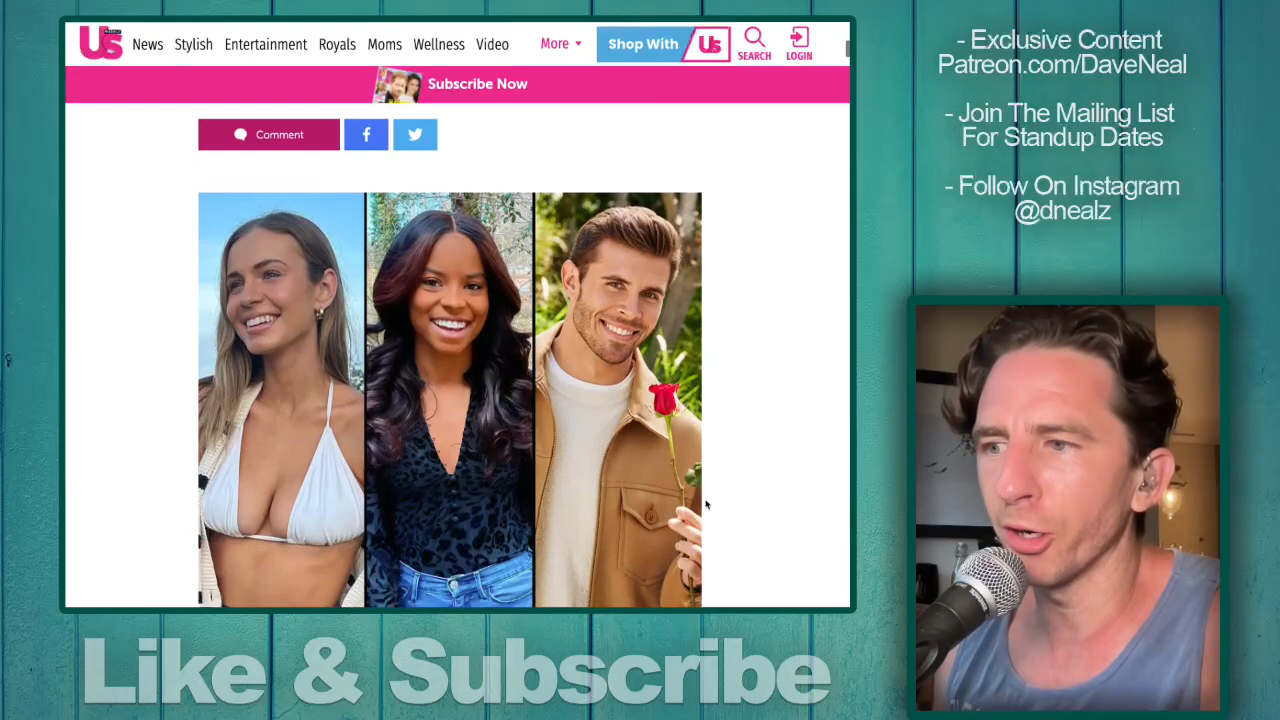 Us
News Stylish Entertainment Royals Moms Wellness Video More Shop With Us SEARCH LOGIN
Subscribe Now
Comment
- Exclusive Content
Patreon.com/DaveNeal
- Join The Mailing List
For Standup Dates
- Follow On Instagram
@dnealz
Like & Subscribe